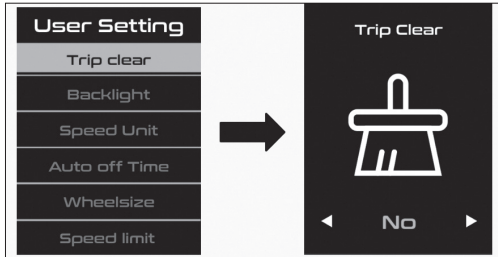 User Setting
Trip clear
Backlight
Speed Unit
Auto off Time
Wheelsize
Speed limit
Trip Clear
No